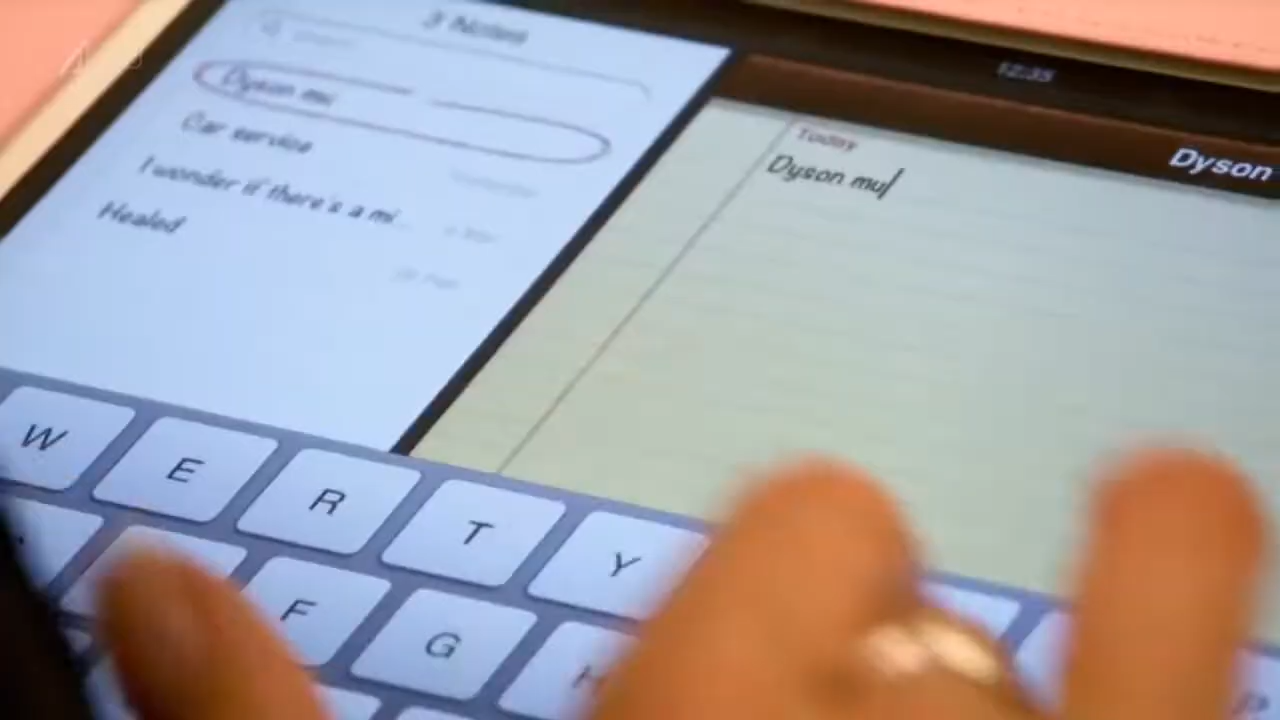 3 Notes
12:35
Dyson mu
Car service
I wonder if there's a mi...
Healed
Dyson
Today
Dyson mu
W E R T Y
F G H
P